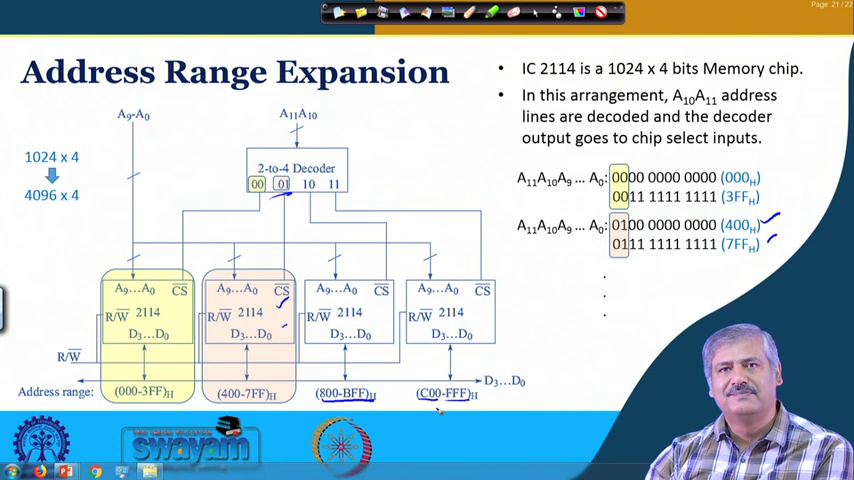 Page: 21 / 22
Address Range Expansion
A₉-A₀
A₁₁A₁₀
1024 x 4
4096 x 4
2-to-4 Decoder
00 01 10 11
A₉...A₀ C̅S̅ A₉...A₀ C̅S̅ A₉...A₀ C̅S̅ A₉...A₀ C̅S̅
R/W̅ 2114 R/W̅ 2114 R/W̅ 2114 R/W̅ 2114
D₃...D₀ D₃...D₀ D₃...D₀ D₃...D₀
R/W̅
D₃...D₀
Address range: (000-3FF)H (400-7FF)H (800-BFF)H (C00-FFF)H
• IC 2114 is a 1024 x 4 bits Memory chip.
• In this arrangement, A₁₀A₁₁ address
lines are decoded and the decoder
output goes to chip select inputs.
A₁₁A₁₀A₉ ... A₀: 0000 0000 0000 (000H)
0011 1111 1111 (3FFH)
A₁₁A₁₀A₉ ... A₀: 0100 0000 0000 (400H)
0111 1111 1111 (7FFH)
.
.
.
swayam